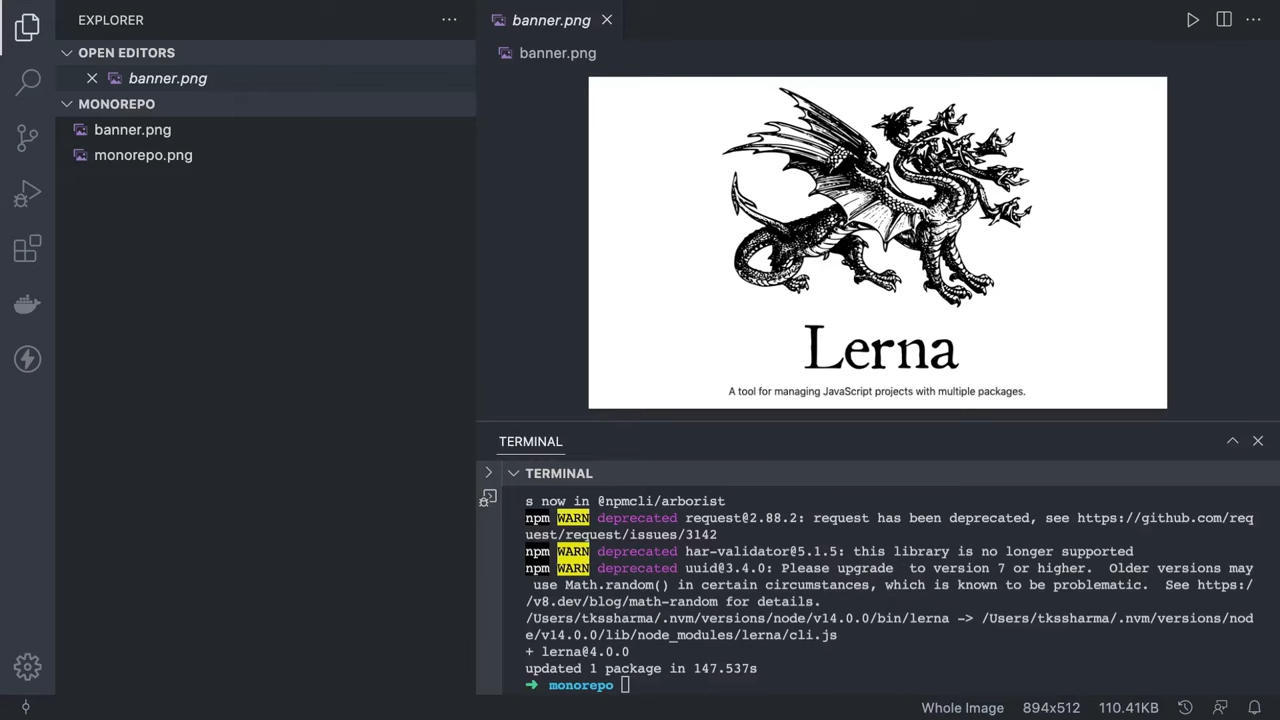 EXPLORER
OPEN EDITORS
banner.png
MONOREPO
banner.png
monorepo.png
banner.png
banner.png
Lerna
A tool for managing JavaScript projects with multiple packages.
TERMINAL
TERMINAL
s now in @npmcli/arborist
npm WARN deprecated request@2.88.2: request has been deprecated, see https://github.com/req
uest/request/issues/3142
npm WARN deprecated har-validator@5.1.5: this library is no longer supported
npm WARN deprecated uuid@3.4.0: Please upgrade  to version 7 or higher.  Older versions may
 use Math.random() in certain circumstances, which is known to be problematic.  See https:/
/v8.dev/blog/math-random for details.
/Users/tkssharma/.nvm/versions/node/v14.0.0/bin/lerna -> /Users/tkssharma/.nvm/versions/nod
e/v14.0.0/lib/node_modules/lerna/cli.js
+ lerna@4.0.0
updated 1 package in 147.537s
➜ monorepo
Whole Image 894x512 110.41KB